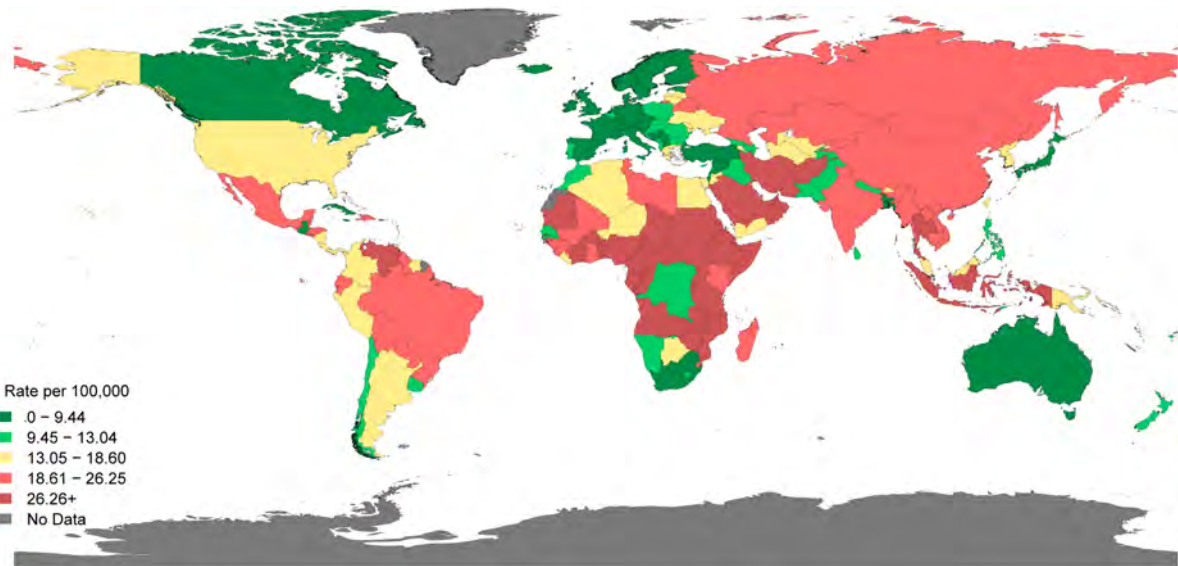 Rate per 100,000
.0 – 9.44
9.45 – 13.04
13.05 – 18.60
18.61 – 26.25
26.26+
No Data